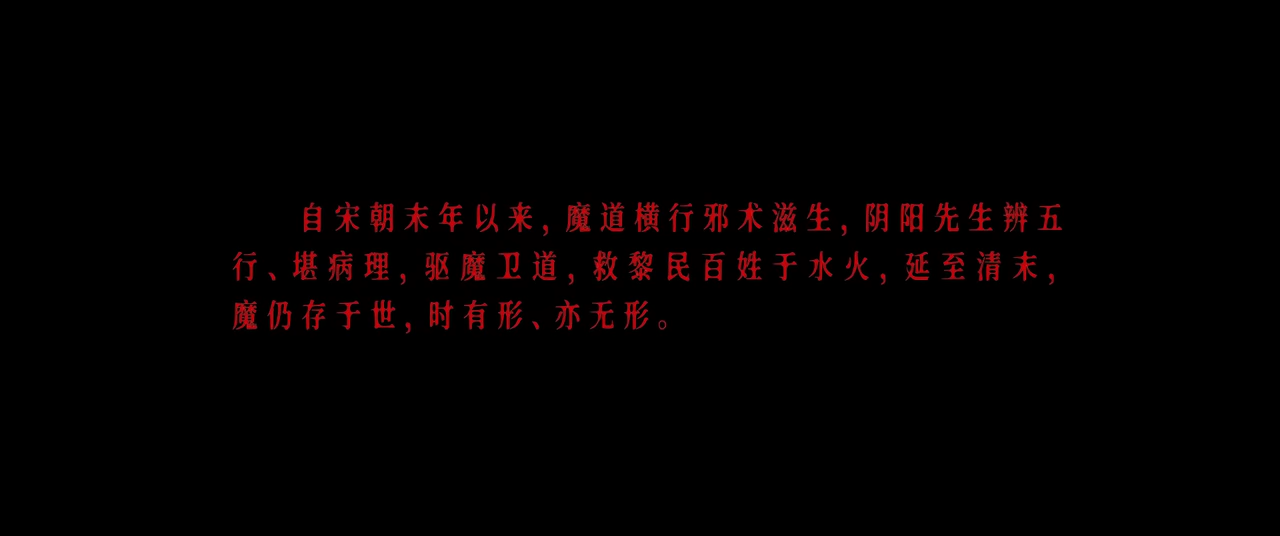 自宋朝末年以来,魔道横行邪术滋生,阴阳先生辨五
行、堪病理,驱魔卫道,救黎民百姓于水火,延至清末,
魔仍存于世,时有形、亦无形。